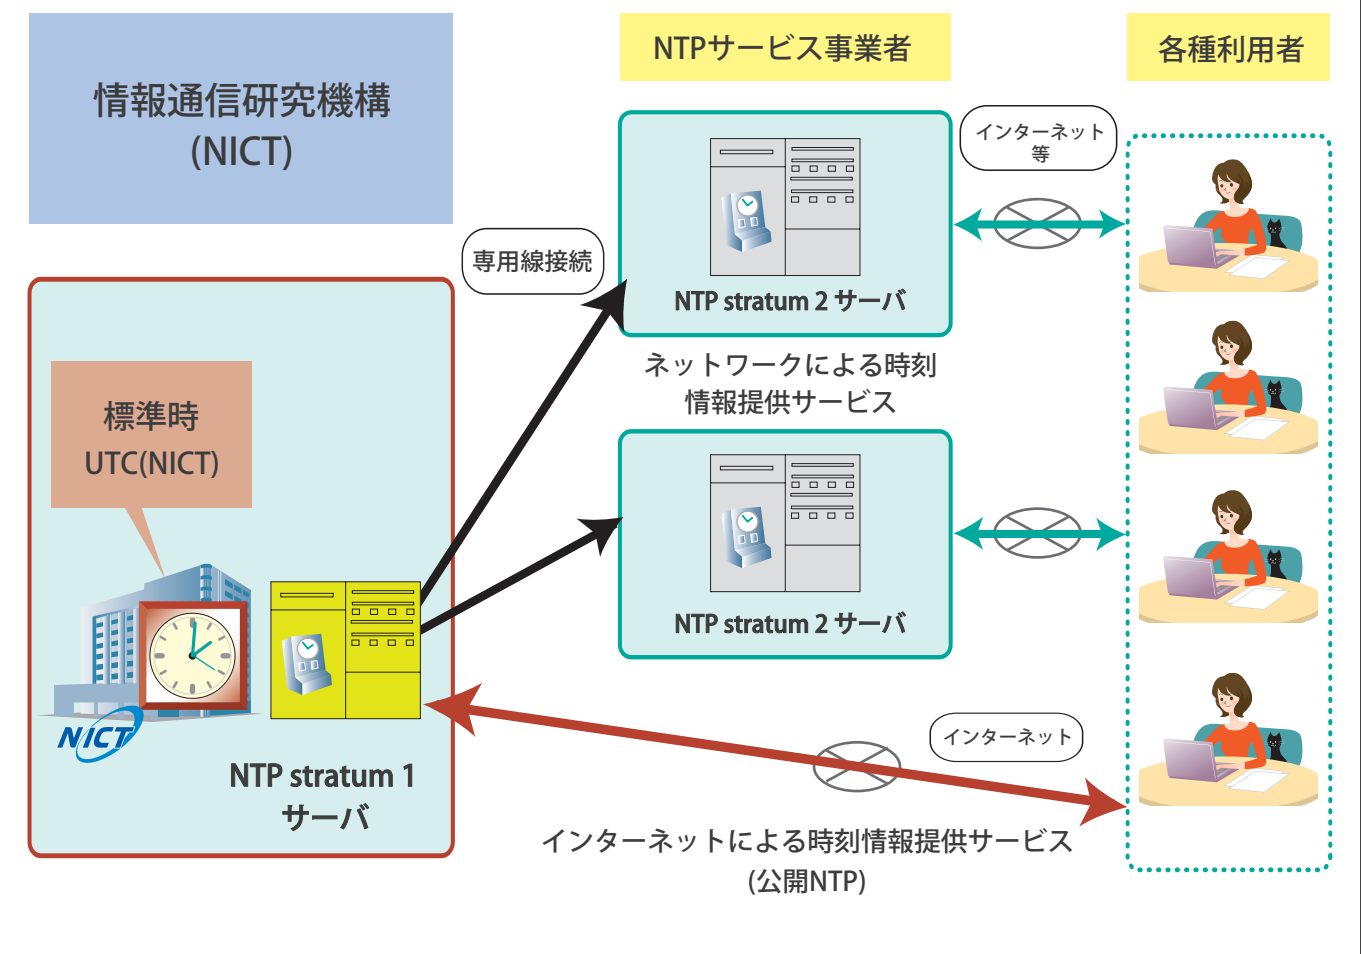 情報通信研究機構
(NICT)
NTPサービス事業者
各種利用者
インターネット
等
専用線接続
NTP stratum 2 サーバ
ネットワークによる時刻
情報提供サービス
標準時
UTC(NICT)
NTP stratum 2 サーバ
NICT
NTP stratum 1
サーバ
インターネット
インターネットによる時刻情報提供サービス
(公開NTP)